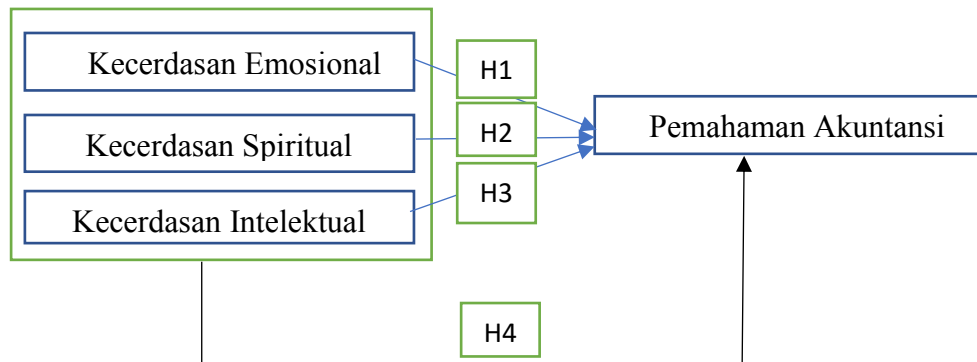 Kecerdasan Emosional
H1
Kecerdasan Spiritual
H2
Pemahaman Akuntansi
Kecerdasan Intelektual
H3
H4